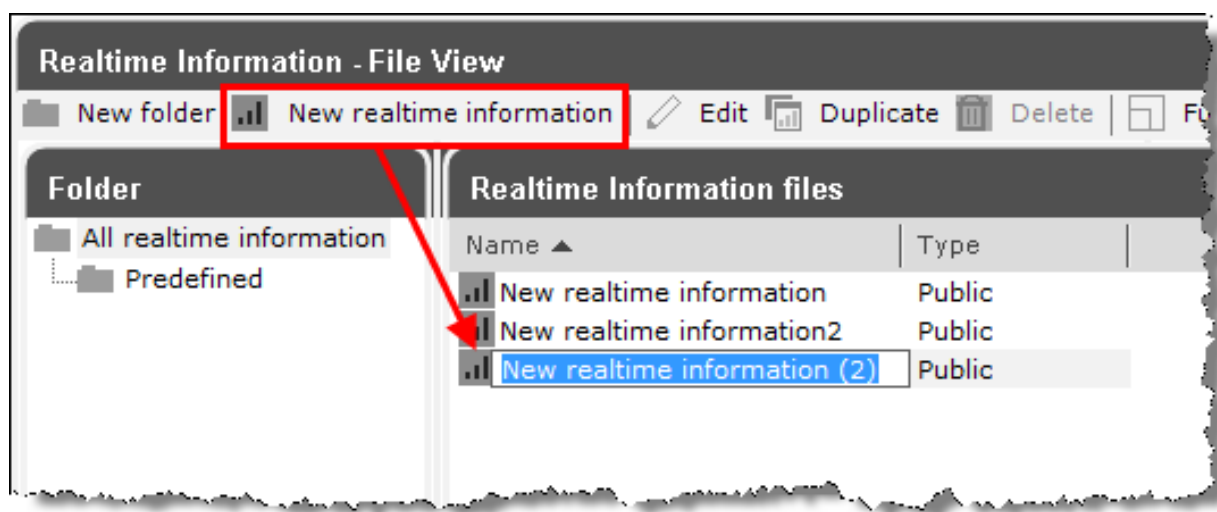 Realtime Information - File View
New folder New realtime information Edit Duplicate Delete
Folder
All realtime information
Predefined
Realtime Information files
Name Type
New realtime information Public
New realtime information2 Public
New realtime information (2) Public